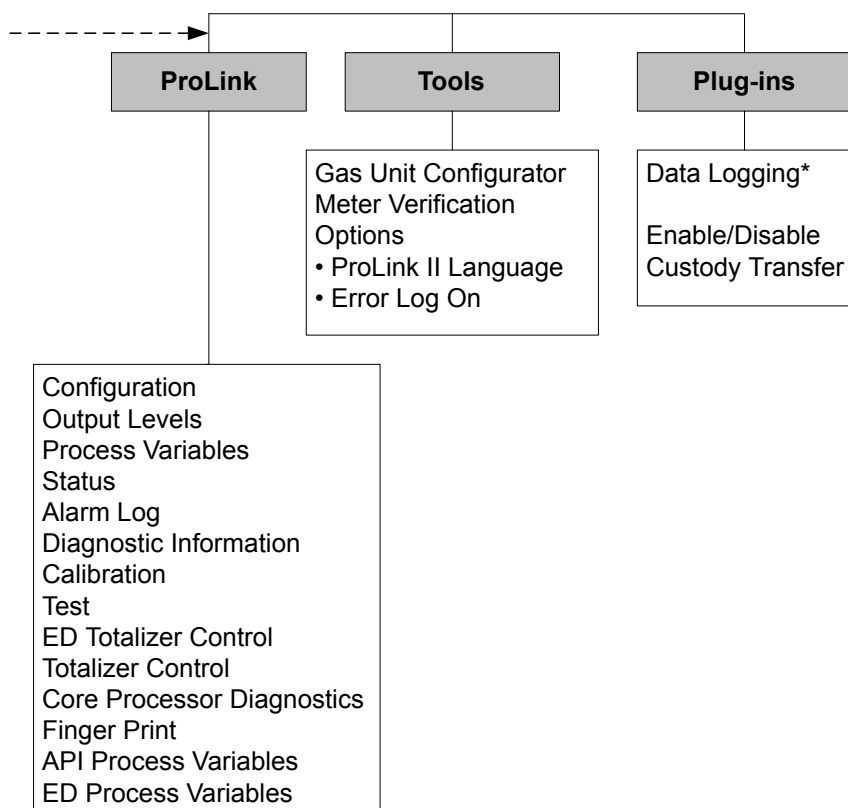 ProLink
Tools
Plug-ins
Gas Unit Configurator
Meter Verification
Options
• ProLink II Language
• Error Log On
Data Logging*
Enable/Disable
Custody Transfer
Configuration
Output Levels
Process Variables
Status
Alarm Log
Diagnostic Information
Calibration
Test
ED Totalizer Control
Totalizer Control
Core Processor Diagnostics
Finger Print
API Process Variables
ED Process Variables